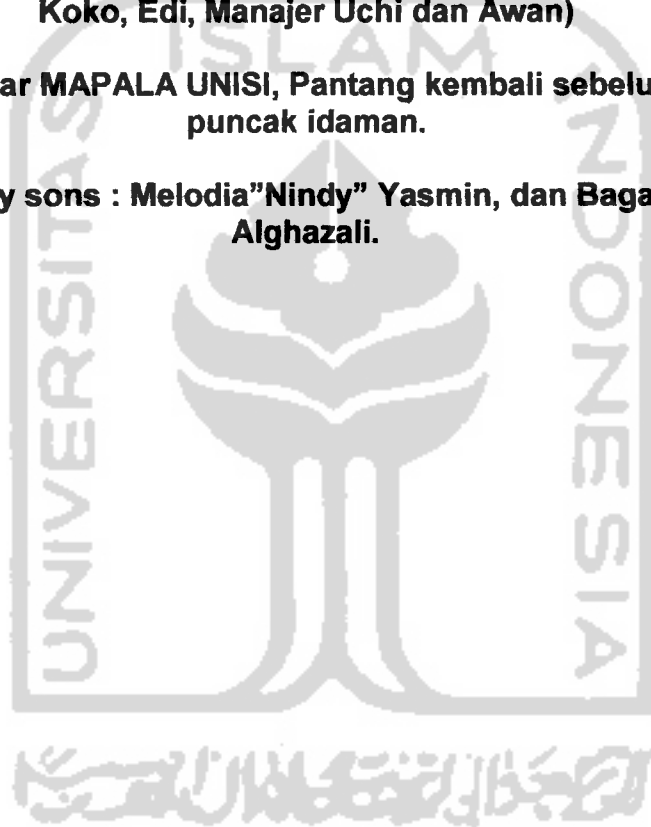 Koko, Edi, Manajer Uchi dan Awan)
ar MAPALA UNISI, Pantang kembali sebelu
puncak idaman.
y sons : Melodia"Nindy" Yasmin, dan Baga
Alghazali.
ISLAM
UNIVERSITAS
INDONESIA